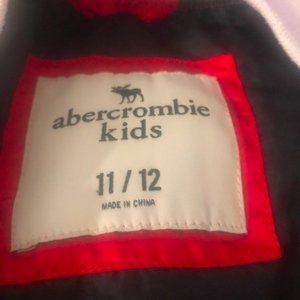 abercrombie
kids
11 / 12
MADE IN CHINA